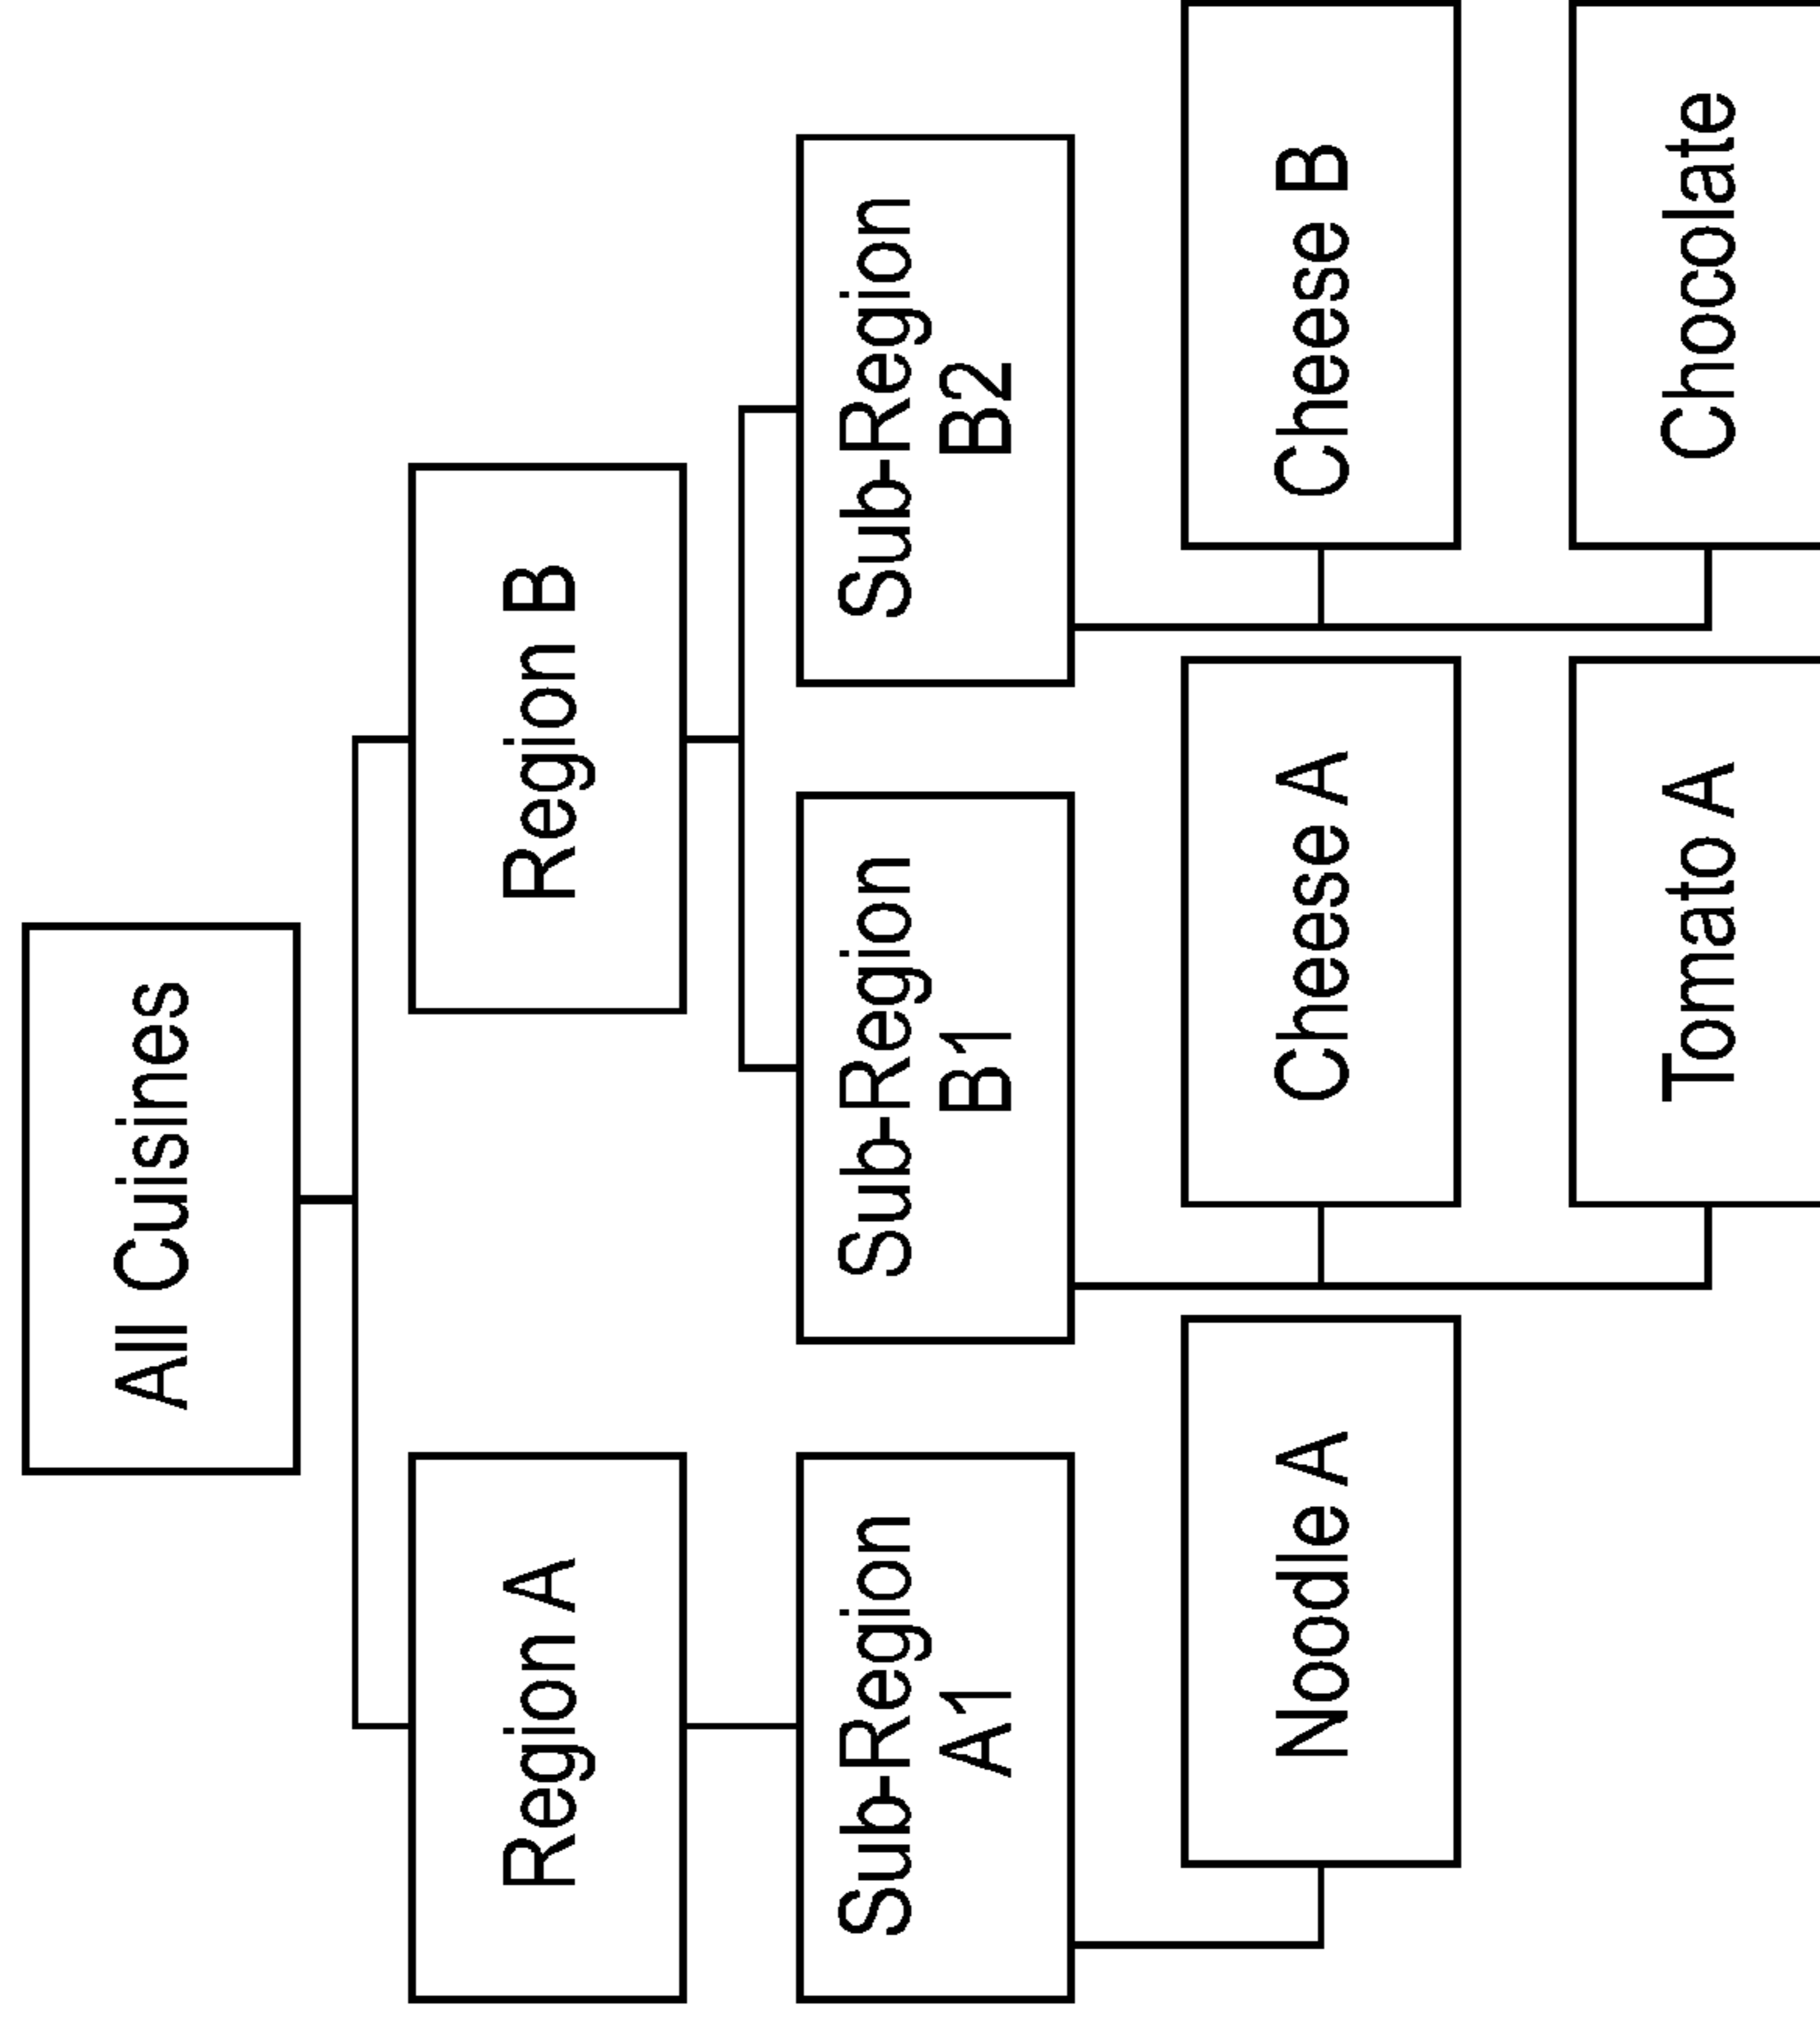 All Cuisines
Region A
Region B
Sub-Region
A1
Sub-Region
B1
Sub-Region
B2
Noodle A
Cheese A
Cheese B
Tomato A
Chocolate